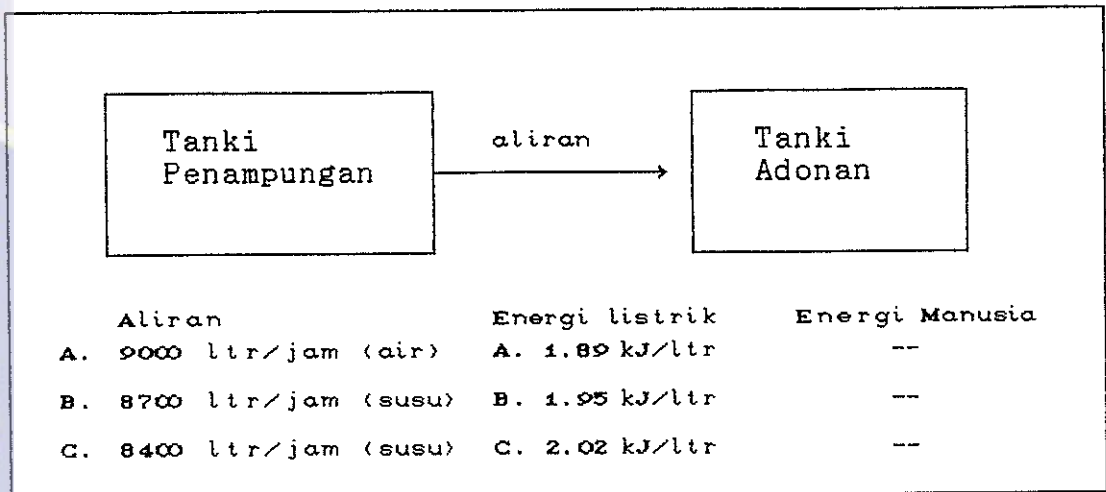 Tanki
Penampungan
aliran
Tanki
Adonan
Aliran Energi listrik Energi Manusia
A. 9000 ltr/jam (air) A. 1.89 kJ/ltr --
B. 8700 ltr/jam (susu) B. 1.95 kJ/ltr --
C. 8400 ltr/jam (susu) C. 2.02 kJ/ltr --